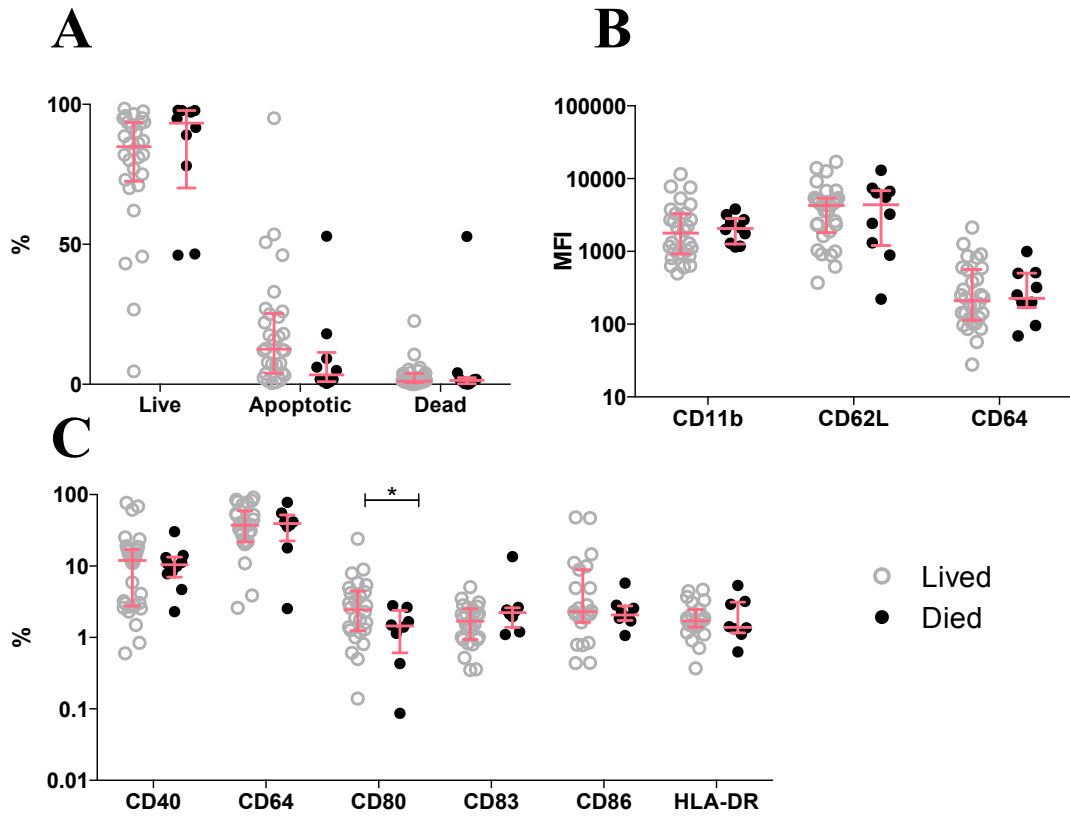 A
%
100
50
0
Live Apoptotic Dead
B
MFI
100000
10000
1000
100
10
CD11b CD62L CD64
C
%
100
10
1
0.1
0.01
*
CD40 CD64 CD80 CD83 CD86 HLA-DR
Lived
Died